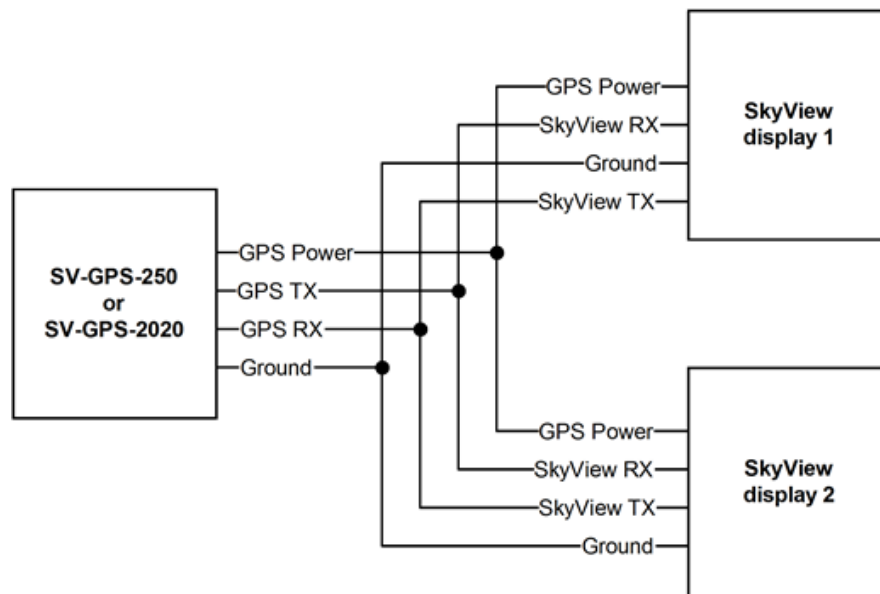 SV-GPS-250
or
SV-GPS-2020
GPS Power
GPS TX
GPS RX
Ground
GPS Power
SkyView RX
Ground
SkyView TX
SkyView
display 1
GPS Power
SkyView RX
SkyView TX
Ground
SkyView
display 2